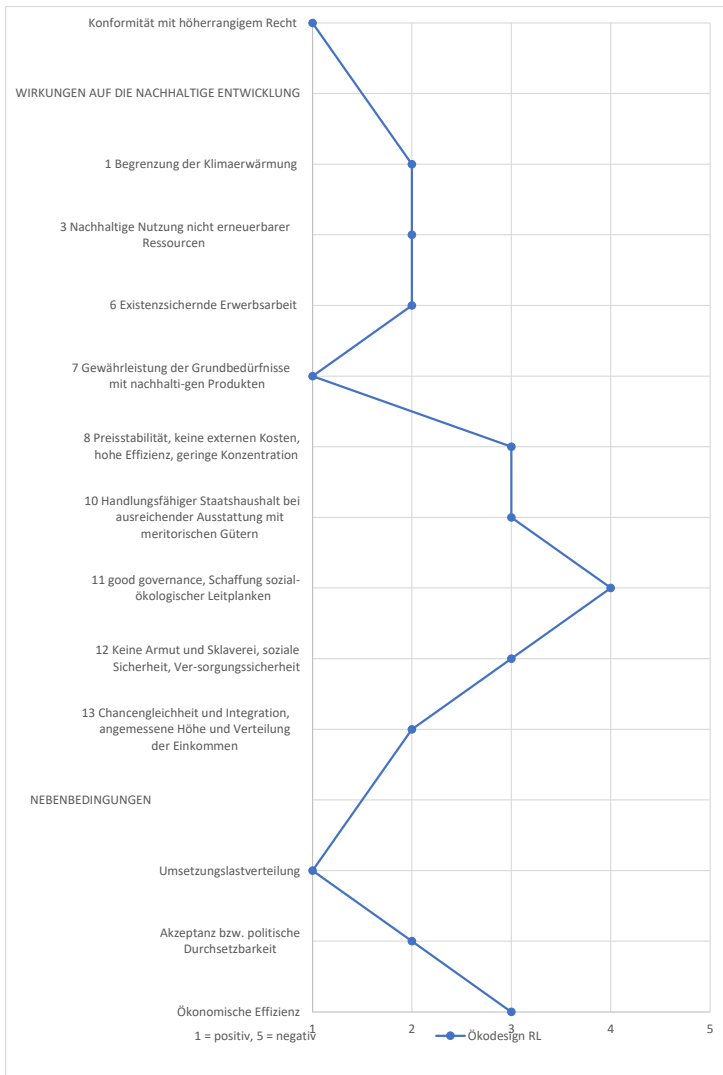 Konformität mit höherrangigem Recht
WIRKUNGEN AUF DIE NACHHALTIGE ENTWICKLUNG
1 Begrenzung der Klimaerwärmung
3 Nachhaltige Nutzung nicht erneuerbarer
Ressourcen
6 Existenzsichernde Erwerbsarbeit
7 Gewährleistung der Grundbedürfnisse
mit nachhalti-gen Produkten
8 Preisstabilität, keine externen Kosten,
hohe Effizienz, geringe Konzentration
10 Handlungsfähiger Staatshaushalt bei
ausreichender Ausstattung mit
meritorischen Gütern
11 good governance, Schaffung sozial-
ökologischer Leitplanken
12 Keine Armut und Sklaverei, soziale
Sicherheit, Ver-sorgungssicherheit
13 Chancengleichheit und Integration,
angemessene Höhe und Verteilung
der Einkommen
NEBENBEDINGUNGEN
Umsetzungslastverteilung
Akzeptanz bzw. politische
Durchsetzbarkeit
Ökonomische Effizienz
1 2 3 4 5
1 = positiv, 5 = negativ
Ökodesign RL